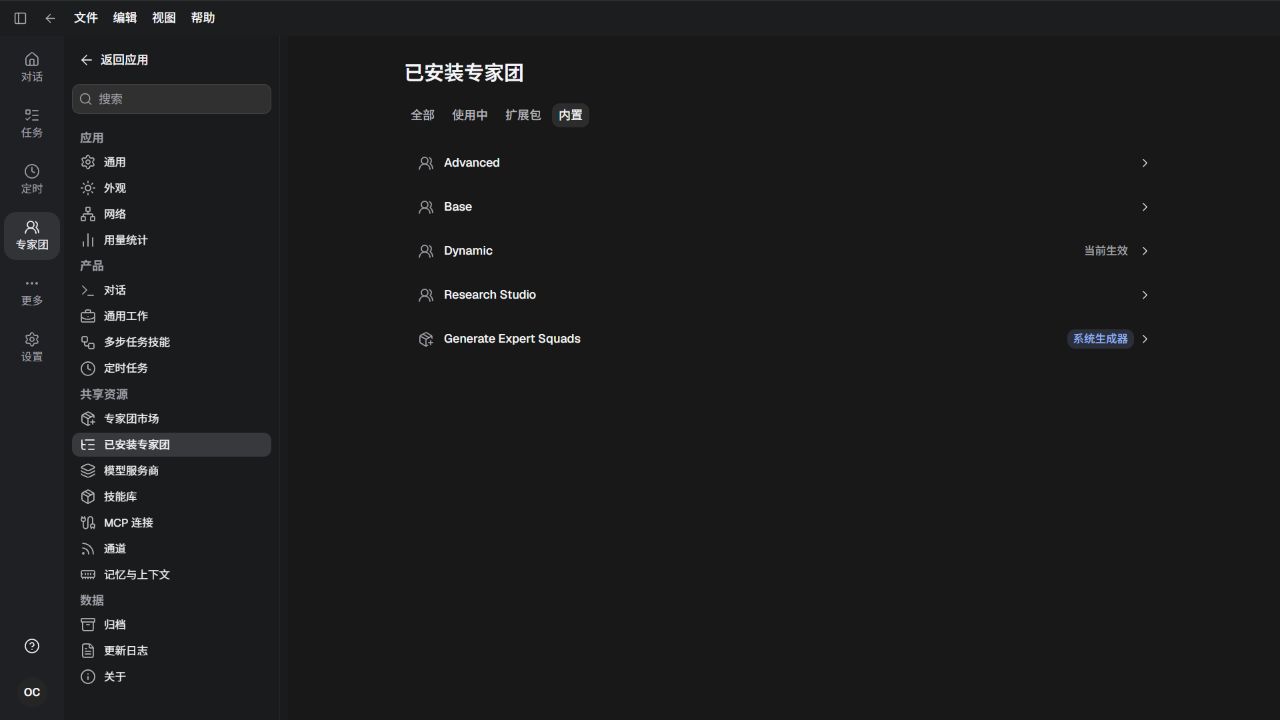 文件 编辑 视图 帮助
对话
任务
定时
专家团
更多
设置
OC
返回应用
搜索
应用
通用
外观
网络
用量统计
产品
对话
通用工作
多步任务技能
定时任务
共享资源
专家团市场
已安装专家团
模型服务商
技能库
MCP 连接
通道
记忆与上下文
数据
归档
更新日志
关于
已安装专家团
全部 使用中 扩展包 内置
Advanced
Base
Dynamic 当前生效
Research Studio
Generate Expert Squads 系统生成器